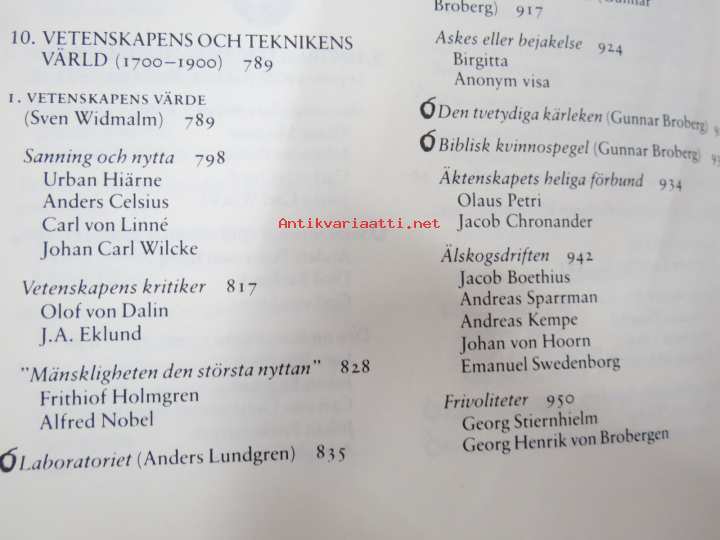 10. VETENSKAPENS OCH TEKNIKENS
VÄRLD (1700–1900) 789
1. VETENSKAPENS VÄRDE
(Sven Widmalm) 789
Sanning och nytta 798
Urban Hiärne
Anders Celsius
Carl von Linné
Johan Carl Wilcke
Vetenskapens kritiker 817
Olof von Dalin
J.A. Eklund
"Mänskligheten den största nyttan" 828
Frithiof Holmgren
Alfred Nobel
Laboratoriet (Anders Lundgren) 835
Broberg) 917
Askes eller bejakelse 924
Birgitta
Anonym visa
Den tvetydiga kärleken (Gunnar Broberg)
Biblisk kvinnospegel (Gunnar Broberg)
Äktenskapets heliga förbund 934
Olaus Petri
Jacob Chronander
Älskogsdriften 942
Jacob Boethius
Andreas Sparrman
Andreas Kempe
Johan von Hoorn
Emanuel Swedenborg
Frivoliteter 950
Georg Stiernhielm
Georg Henrik von Brobergen
Antikvariaatti.net